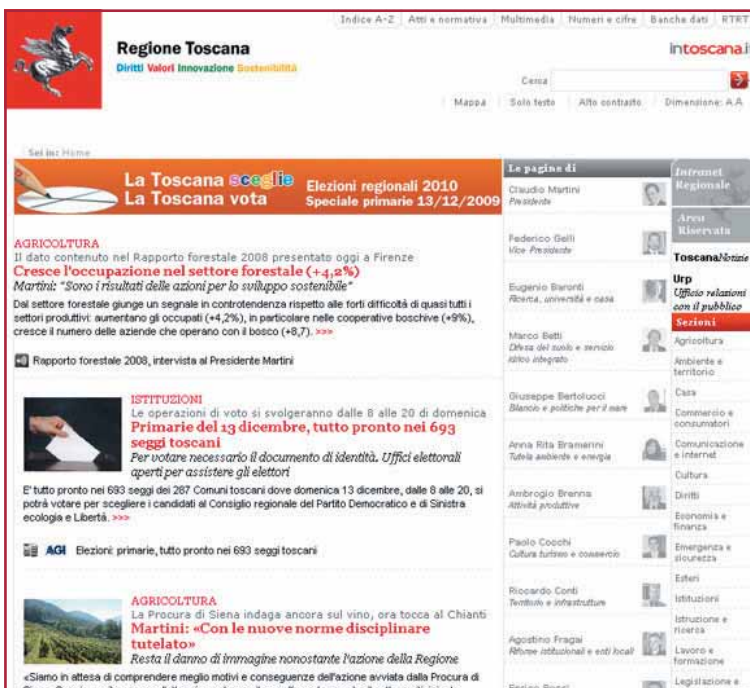 Indice A-Z Atti e normativa Multimedia Numeri e cifre Banche dati RTRT
Regione Toscana
Diritti Valori Innovazione Sostenibilità
intoscana.i
Cerca
Mappa Solo testo Alto contrasto Dimensione: A A
Sei in: Home
La Toscana sceglie
La Toscana vota
Elezioni regionali 2010
Speciale primarie 13/12/2009
AGRICOLTURA
Il dato contenuto nel Rapporto forestale 2008 presentato oggi a Firenze
Cresce l'occupazione nel settore forestale (+4,2%)
Martini: "Sono i risultati delle azioni per lo sviluppo sostenibile"
Dal settore forestale giunge un segnale in controtendenza rispetto alle forti difficoltà di quasi tutti i
settori produttivi: aumentano gli occupati (+4,2%), in particolare nelle cooperative boschive (+9%),
cresce il numero delle aziende che operano con il bosco (+8,7). >>>
Rapporto forestale 2008, intervista al Presidente Martini
ISTITUZIONI
Le operazioni di voto si svolgeranno dalle 8 alle 20 di domenica
Primarie del 13 dicembre, tutto pronto nei 693
seggi toscani
Per votare necessario il documento di identità. Uffici elettorali
aperti per assistere gli elettori
E' tutto pronto nei 693 seggi dei 287 Comuni toscani dove domenica 13 dicembre, dalle 8 alle 20, si
potrà votare per scegliere i candidati al Consiglio regionale del Partito Democratico e di Sinistra
ecologia e Libertà. >>>
AGI Elezioni: primarie, tutto pronto nei 693 seggi toscani
AGRICOLTURA
La Procura di Siena indaga ancora sul vino, ora tocca al Chianti
Martini: «Con le nuove norme disciplinare
tutelato»
Resta il danno di immagine nonostante l'azione della Regione
«Siamo in attesa di comprendere meglio motivi e conseguenze dell'azione avviata dalla Procura di
Le pagine di
Claudio Martini
Presidente
Federico Gelli
Vice Presidente
Eugenio Baronti
Ricerca, università e casa
Marco Betti
Difesa del suolo e servizio
idrico integrato
Giuseppe Bertolucci
Bilancio e politiche per il mare
Anna Rita Bramerini
Tutela ambiente e energia
Ambrogio Brenna
Attività produttive
Paolo Cocchi
Cultura turismo e commercio
Riccardo Conti
Territorio e infrastrutture
Agostino Fragai
Riforme istituzionali e enti locali
Intranet
Regionale
Area
Riservata
ToscanaNotizie
Urp
Ufficio relazioni
con il pubblico
Sezioni
Agricoltura
Ambiente e
territorio
Casa
Commercio e
consumatori
Comunicazione
e internet
Cultura
Diritti
Economia e
finanza
Emergenza e
sicurezza
Esteri
Istituzioni
Istruzione e
ricerca
Lavoro e
formazione
Legislazione e